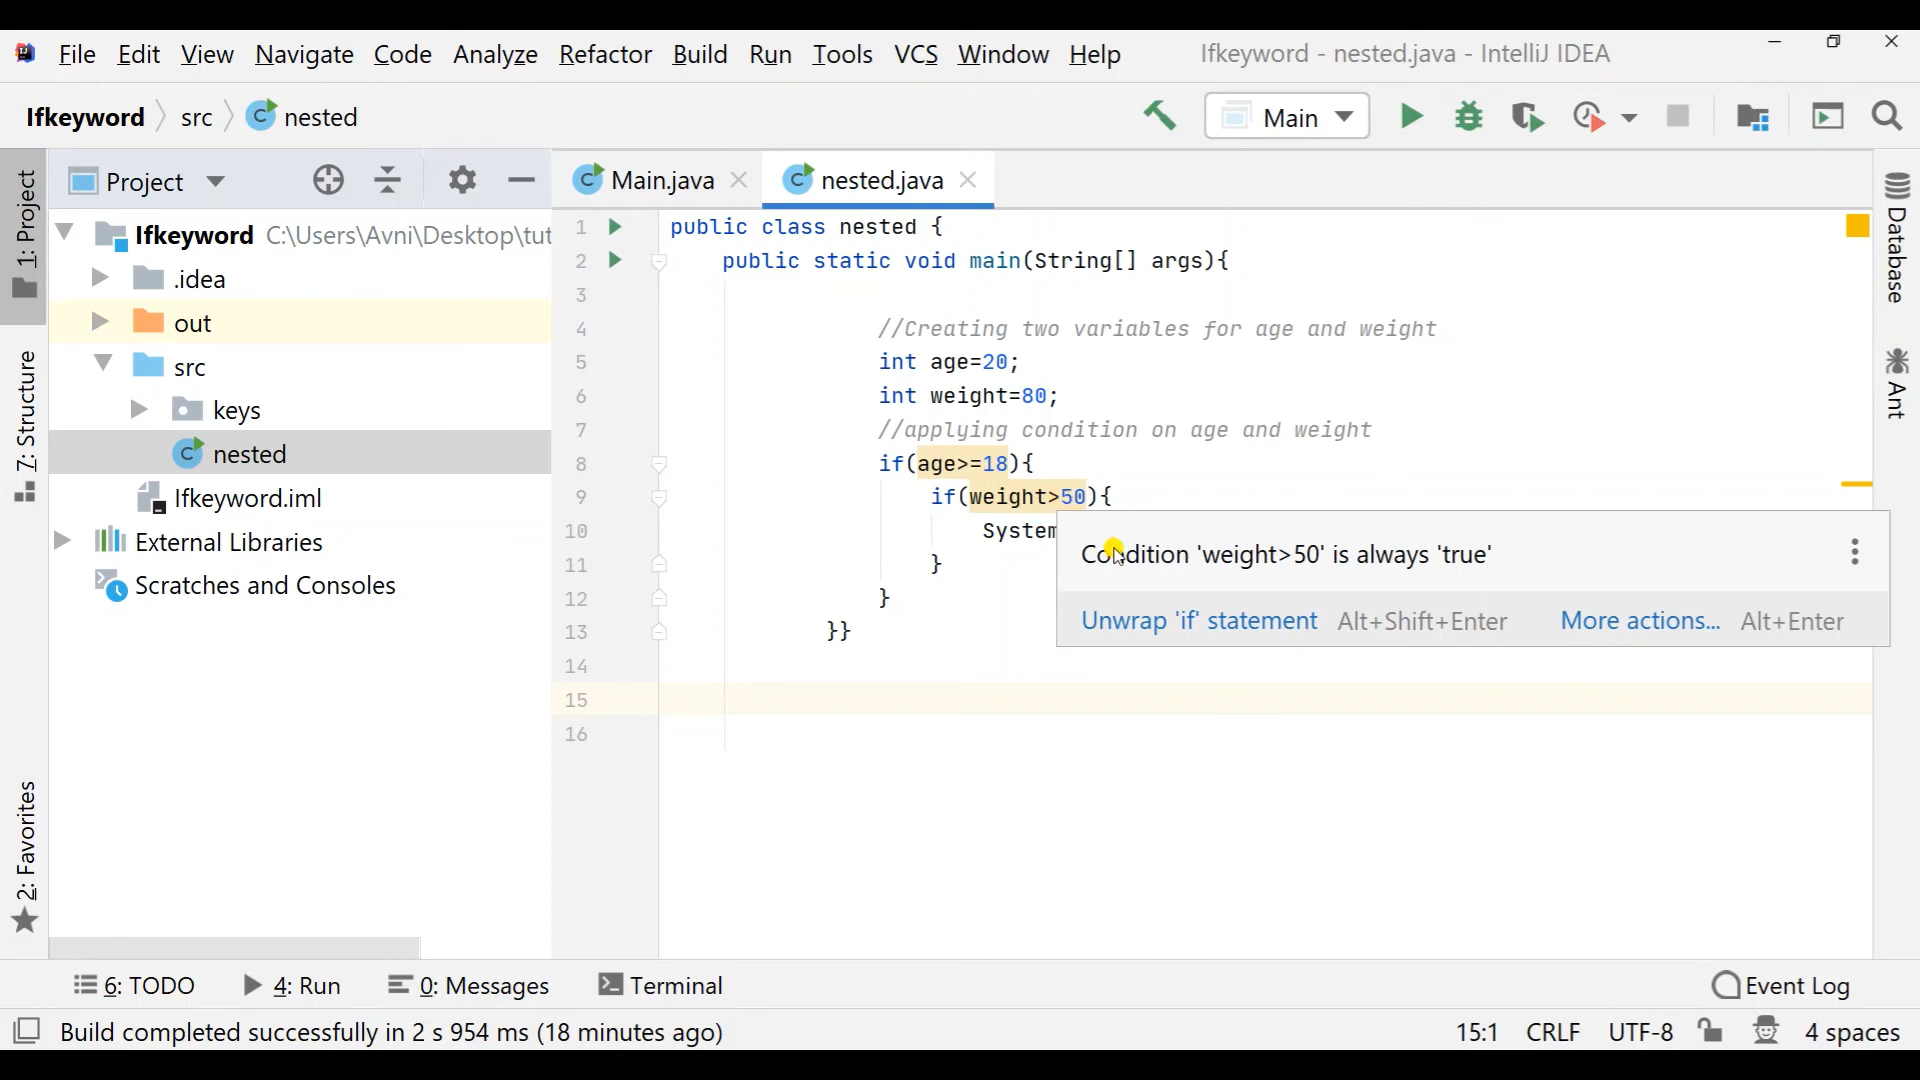 File Edit View Navigate Code Analyze Refactor Build Run Tools VCS Window Help Ifkeyword - nested.java - IntelliJ IDEA
Ifkeyword src nested Main
1: Project
Project
Main.java nested.java
Ifkeyword C:\Users\Avni\Desktop\tut
.idea
out
src
keys
nested
Ifkeyword.iml
External Libraries
Scratches and Consoles
7: Structure
2: Favorites
1 public class nested {
2 public static void main(String[] args){
3
4 //Creating two variables for age and weight
5 int age=20;
6 int weight=80;
7 //applying condition on age and weight
8 if(age>=18){
9 if(weight>50){
10 System
11 }
12 }
13 }}
14
15
16
Condition 'weight>50' is always 'true'
Unwrap 'if' statement Alt+Shift+Enter More actions... Alt+Enter
Database
Ant
6: TODO 4: Run 0: Messages Terminal Event Log
Build completed successfully in 2 s 954 ms (18 minutes ago) 15:1 CRLF UTF-8 4 spaces